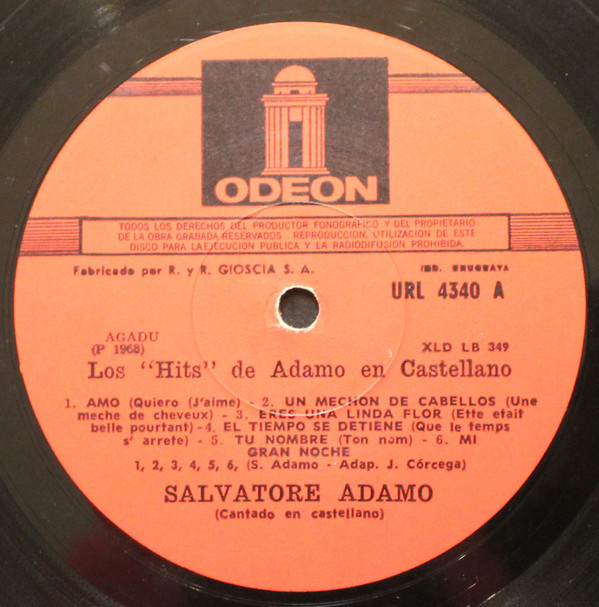 ODEON
TODOS LOS DERECHOS DEL PRODUCTOR FONOGRAFICO Y DEL PROPIETARIO
DE LA OBRA GRABADA, RESERVADOS REPRODUCCION, UTILIZACION DE ESTE
DISCO PARA LA EJECUCION PUBLICA Y LA RADIODIFUSION PROHIBIDA.
Fabricado por R. y R. GIOSCIA S. A. IND. URUGUAYA
URL 4340 A
AGADU
(P 1968) XLD LB 349
Los "Hits" de Adamo en Castellano
1. AMO (Quiero (J'aime) - 2. UN MECHON DE CABELLOS (Une
meche de cheveux) - 3. ERES UNA LINDA FLOR (Ette etait
belle pourtant) - 4. EL TIEMPO SE DETIENE (Que le temps
s' arrete) - 5. TU NOMBRE (Ton nom) - 6. MI
GRAN NOCHE
1, 2, 3, 4, 5, 6, (S. Adamo - Adap. J. Córcega)
SALVATORE ADAMO
(Cantado en castellano)